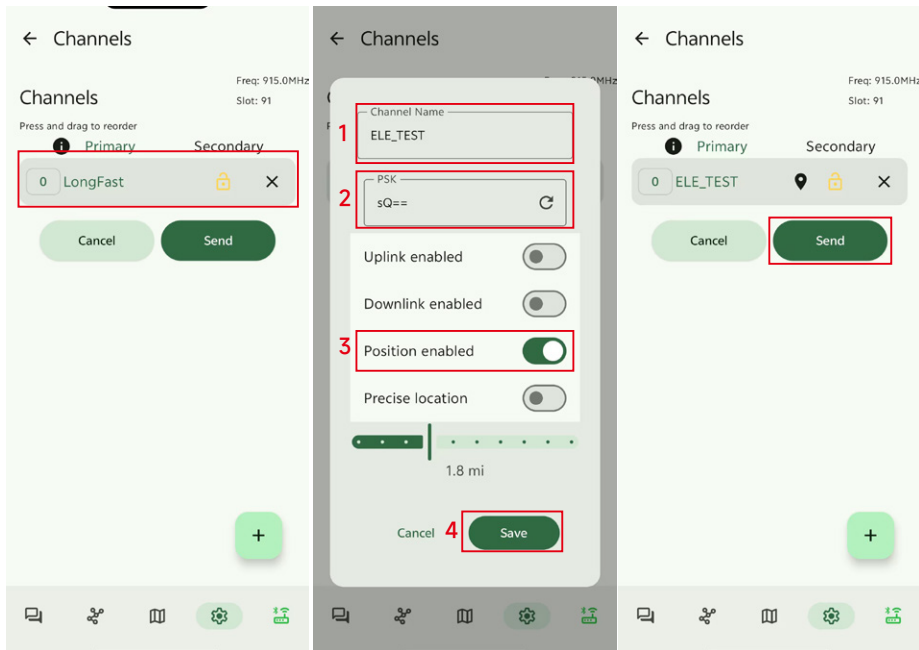 ← Channels
Freq: 915.0MHz
Channels
Slot: 91
Press and drag to reorder
Primary Secondary
0 LongFast
Cancel Send
+
← Channels
1
Channel Name
ELE_TEST
2
PSK
sQ==
Uplink enabled
Downlink enabled
3 Position enabled
Precise location
1.8 mi
Cancel 4 Save
← Channels
Freq: 915.0MHz
Channels
Slot: 91
Press and drag to reorder
Primary Secondary
0 ELE_TEST
Cancel Send
+